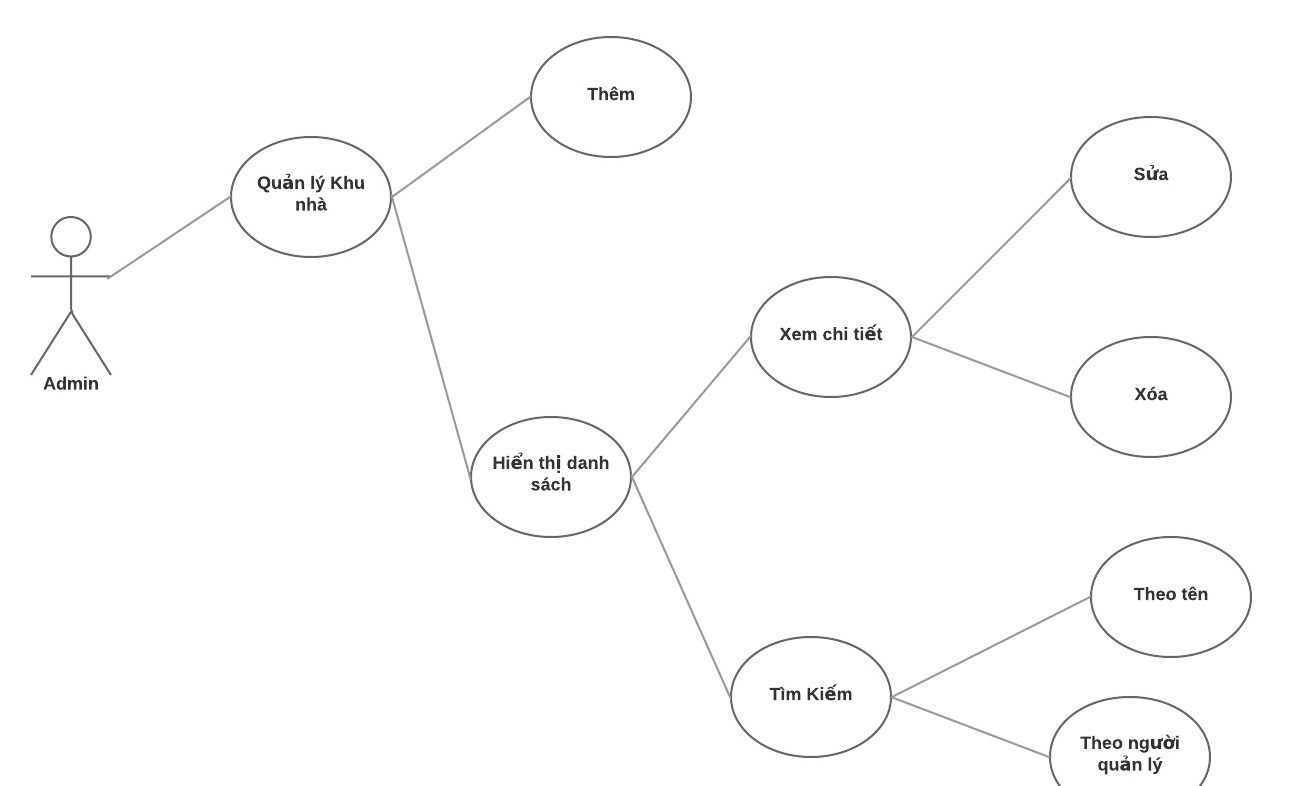 Thêm
Sửa
Quản lý Khu
nhà
Admin
Xem chi tiết
Xóa
Hiển thị danh
sách
Theo tên
Tìm Kiếm
Theo người
quản lý